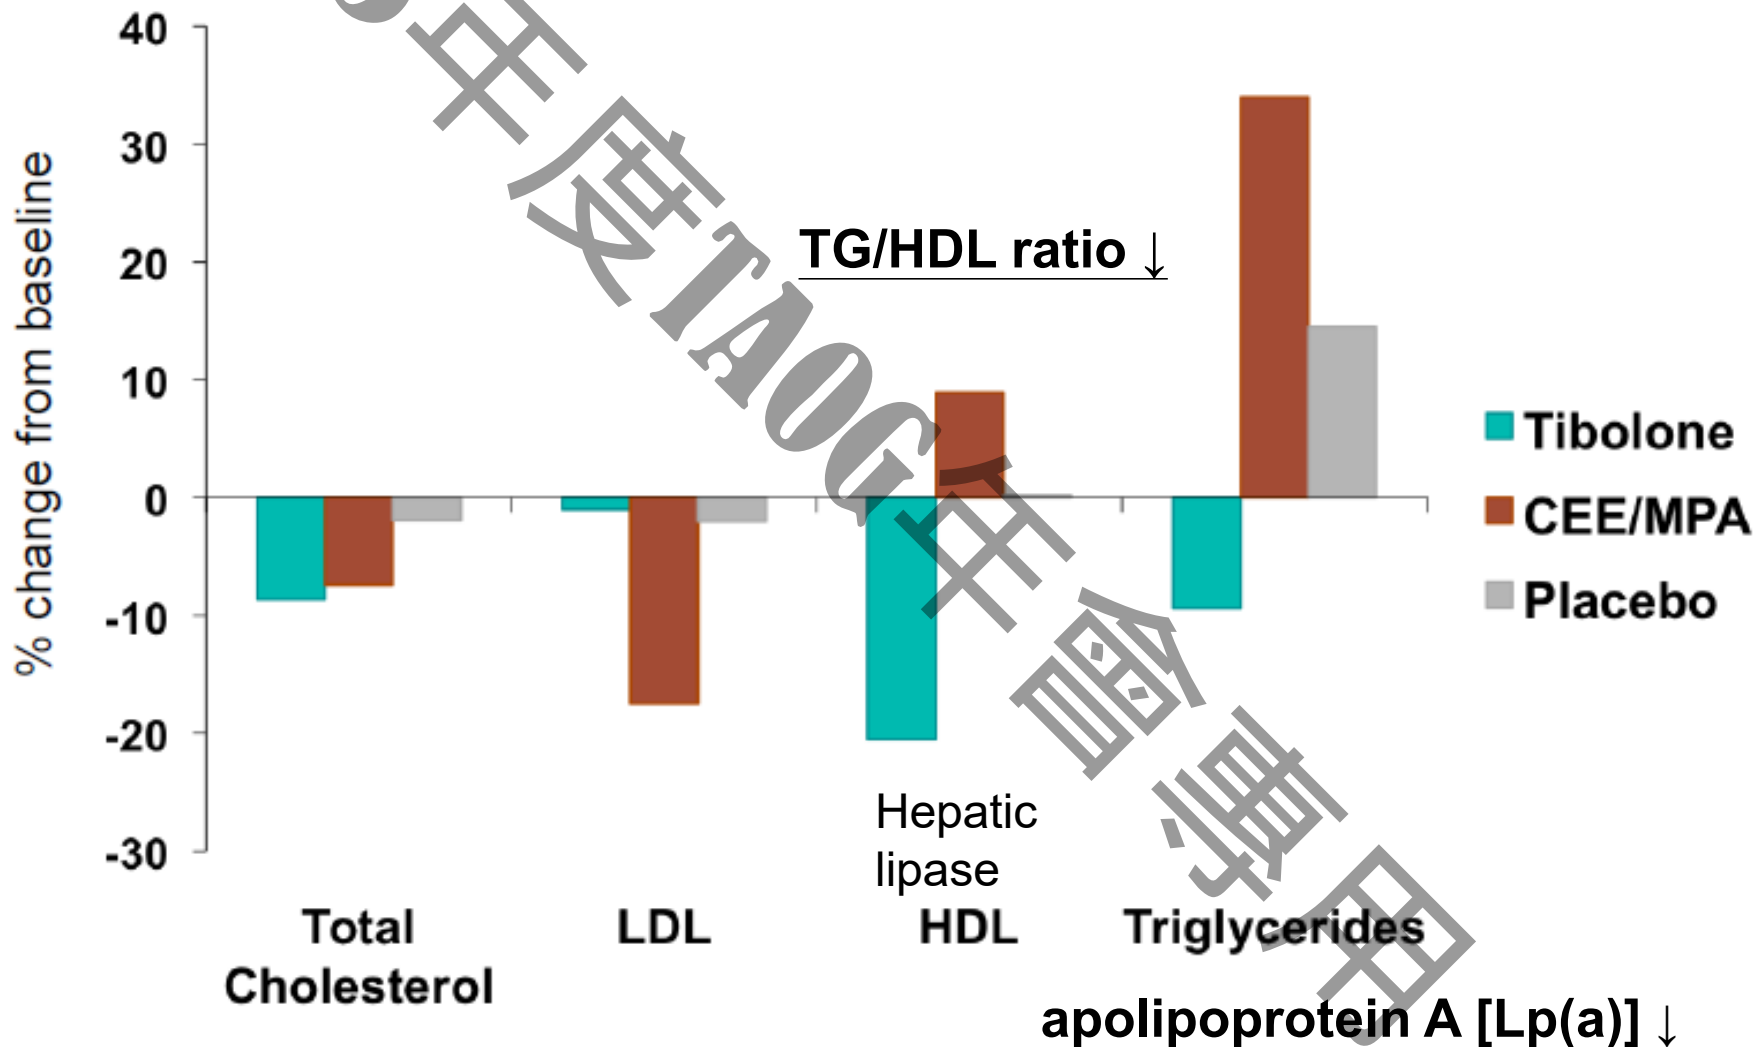 40
30
20
10
0
-10
-20
-30
% change from baseline
TG/HDL ratio ↓
Tibolone
CEE/MPA
Placebo
Hepatic
lipase
Total
Cholesterol
LDL
HDL
Triglycerides
apolipoprotein A [Lp(a)] ↓
年度TAOG年會專用